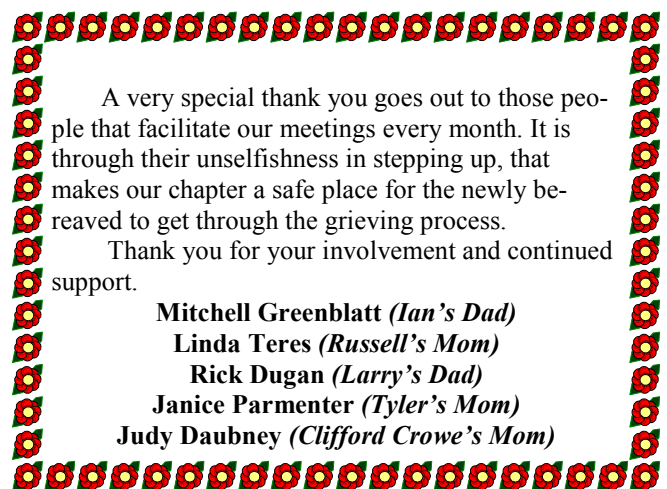 A very special thank you goes out to those peo-
ple that facilitate our meetings every month. It is
through their unselfishness in stepping up, that
makes our chapter a safe place for the newly be-
reaved to get through the grieving process.
Thank you for your involvement and continued
support.
Mitchell Greenblatt (Ian’s Dad)
Linda Teres (Russell’s Mom)
Rick Dugan (Larry’s Dad)
Janice Parmenter (Tyler’s Mom)
Judy Daubney (Clifford Crowe’s Mom)